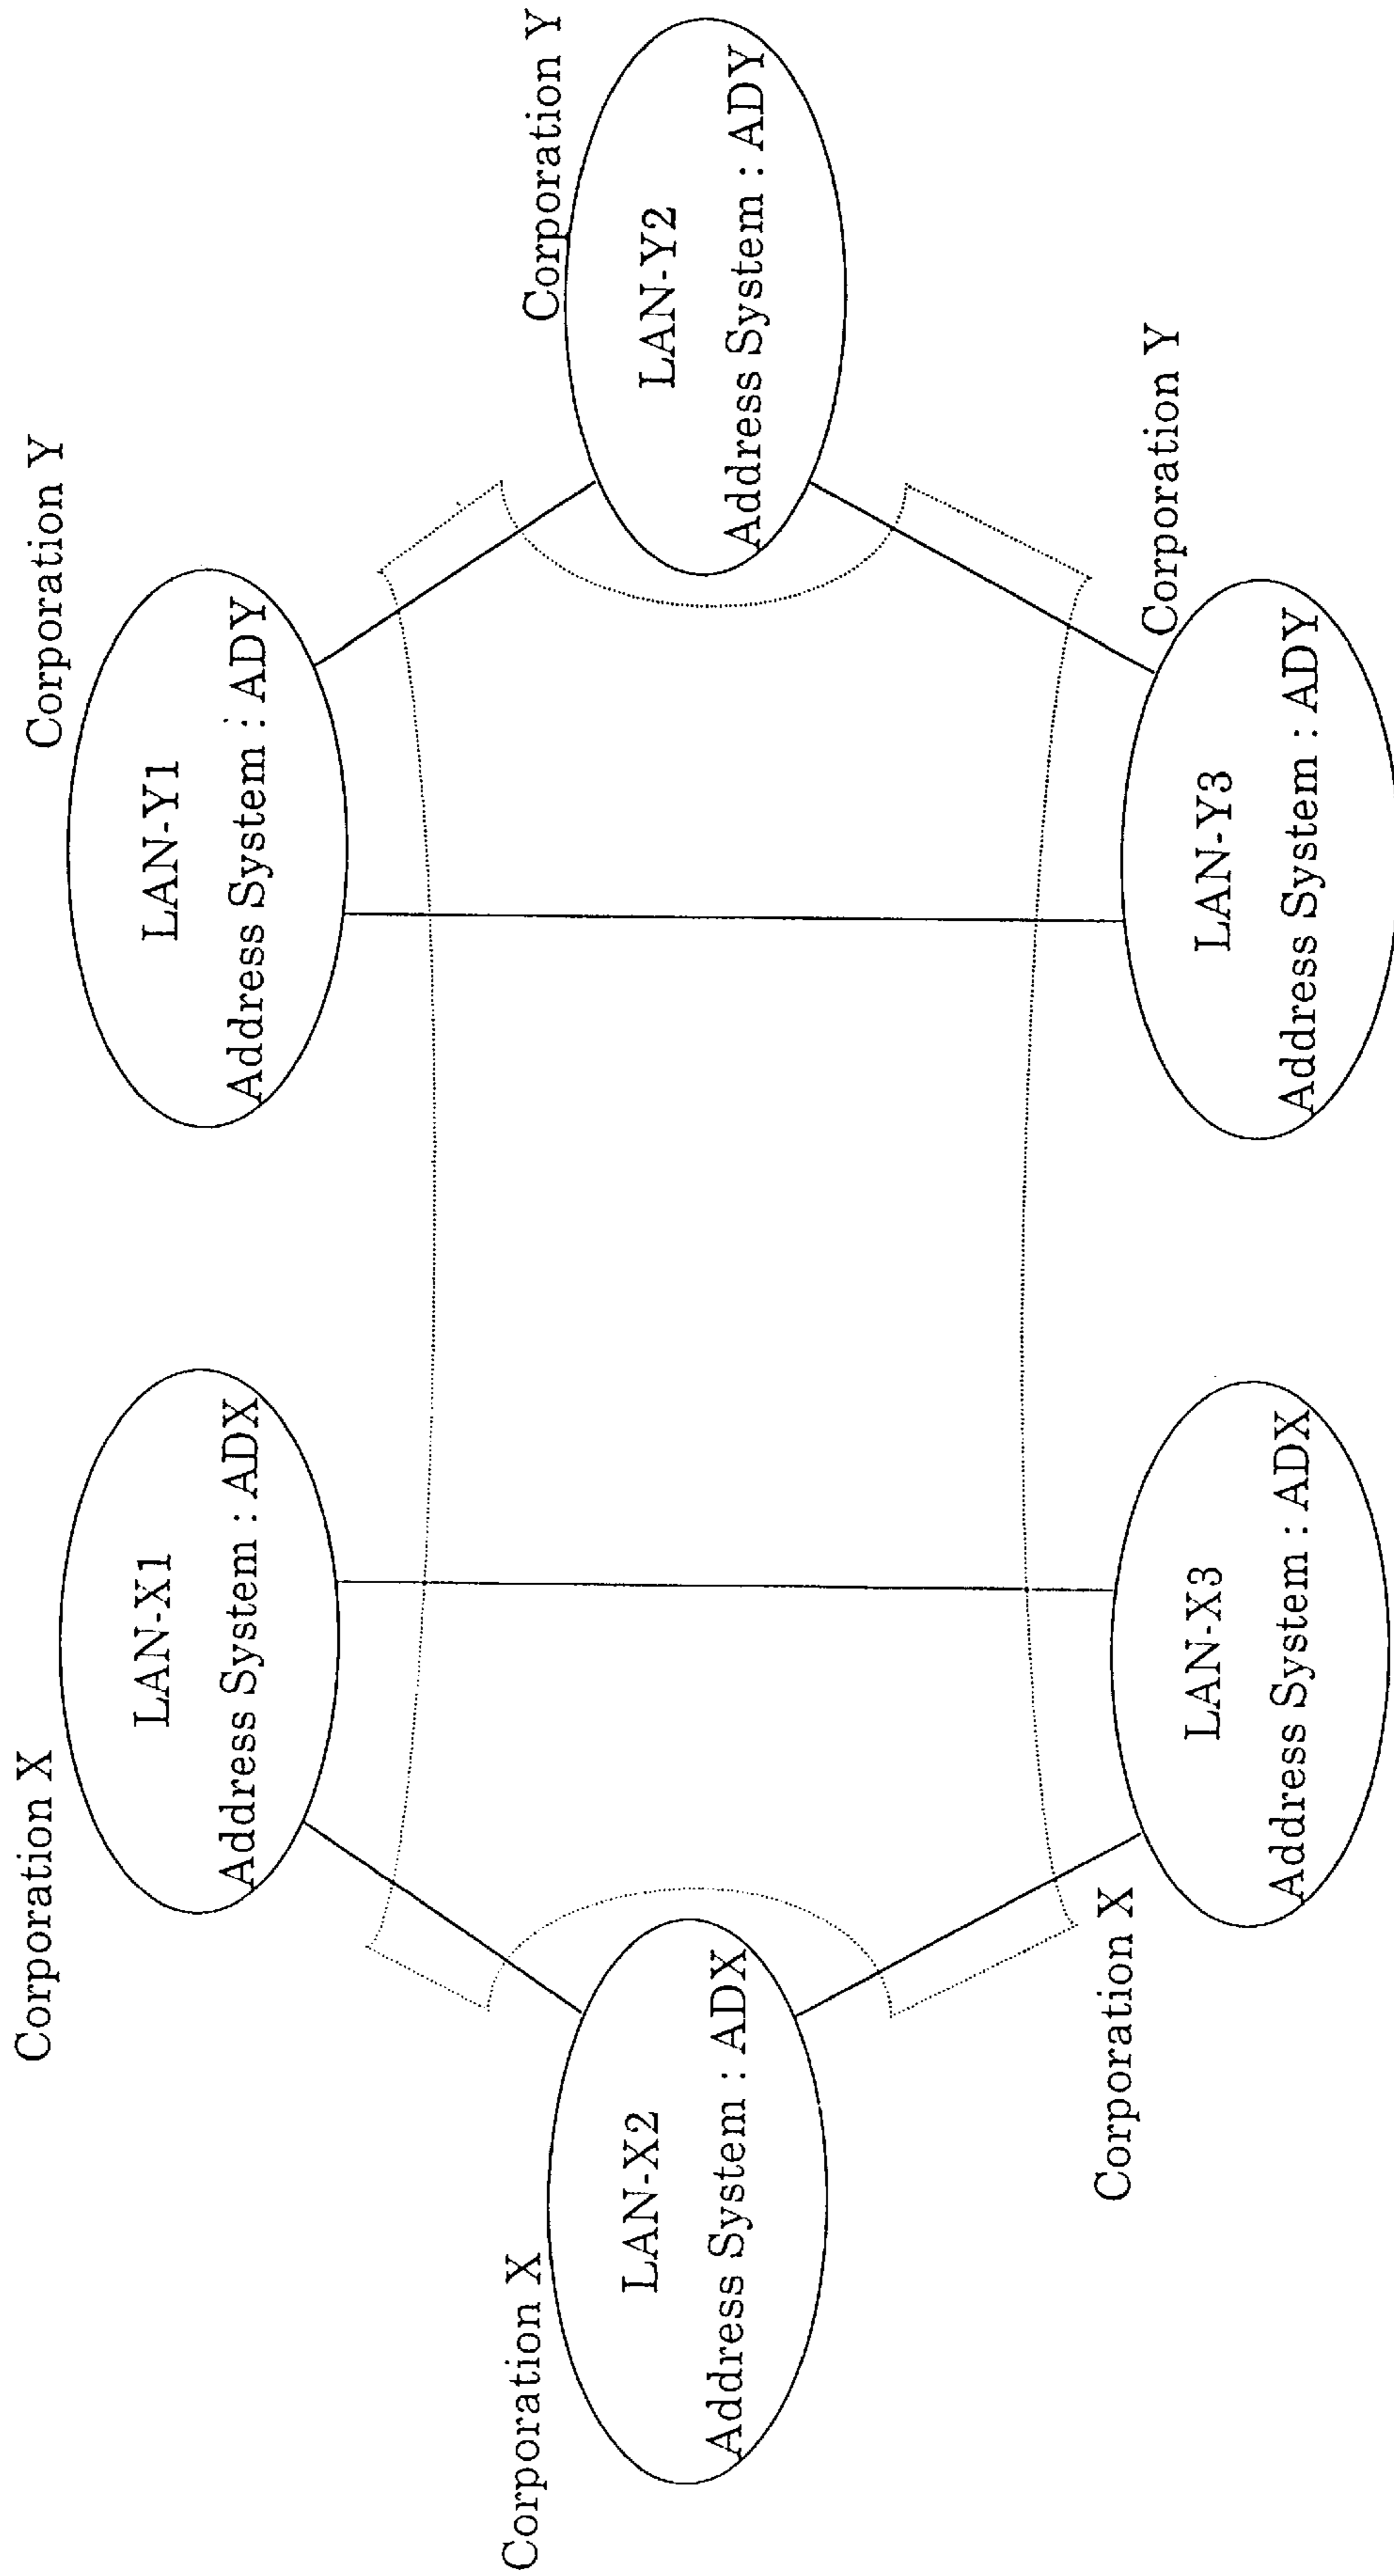 Corporation X
LAN-X1
Address System : ADX
Corporation Y
LAN-Y1
Address System : ADY
Corporation X
LAN-X2
Address System : ADX
Corporation Y
LAN-Y2
Address System : ADY
Corporation X
LAN-X3
Address System : ADX
Corporation Y
LAN-Y3
Address System : ADY